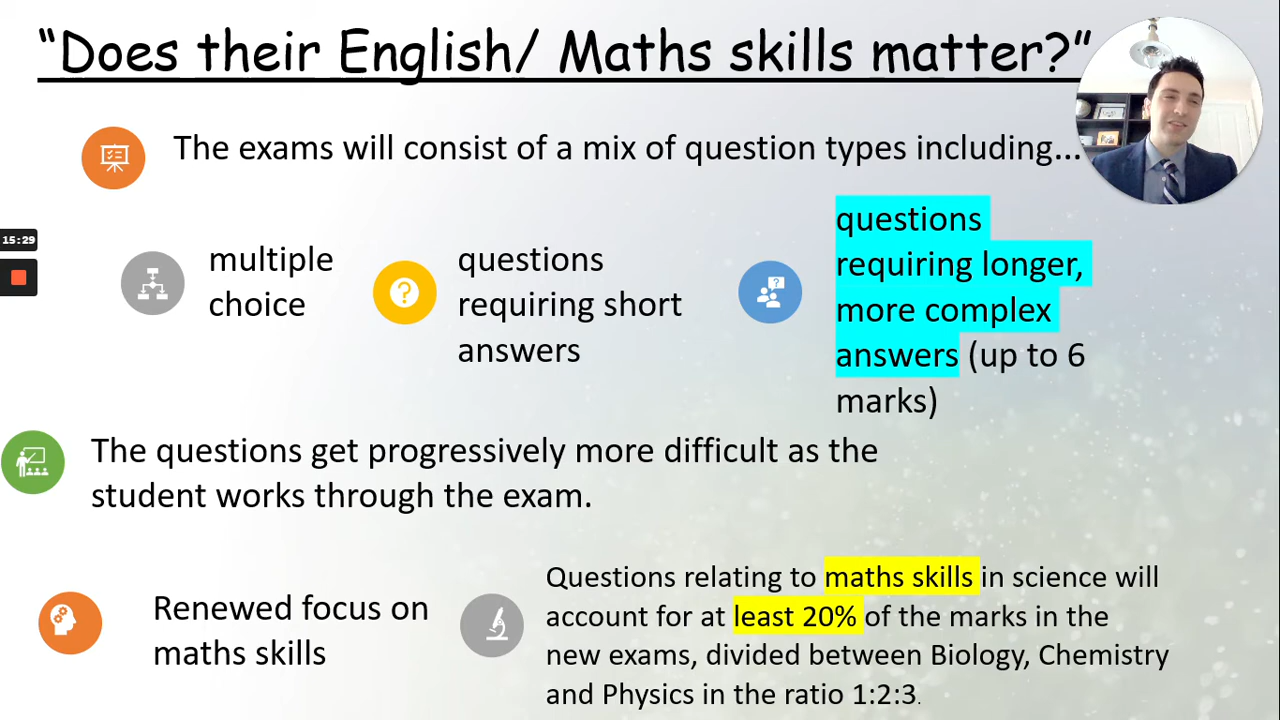 “Does their English/ Maths skills matter?”
The exams will consist of a mix of question types including...
15:29
multiple
choice
questions
requiring short
answers
questions
requiring longer,
more complex
answers (up to 6
marks)
The questions get progressively more difficult as the
student works through the exam.
Renewed focus on
maths skills
Questions relating to maths skills in science will
account for at least 20% of the marks in the
new exams, divided between Biology, Chemistry
and Physics in the ratio 1:2:3.